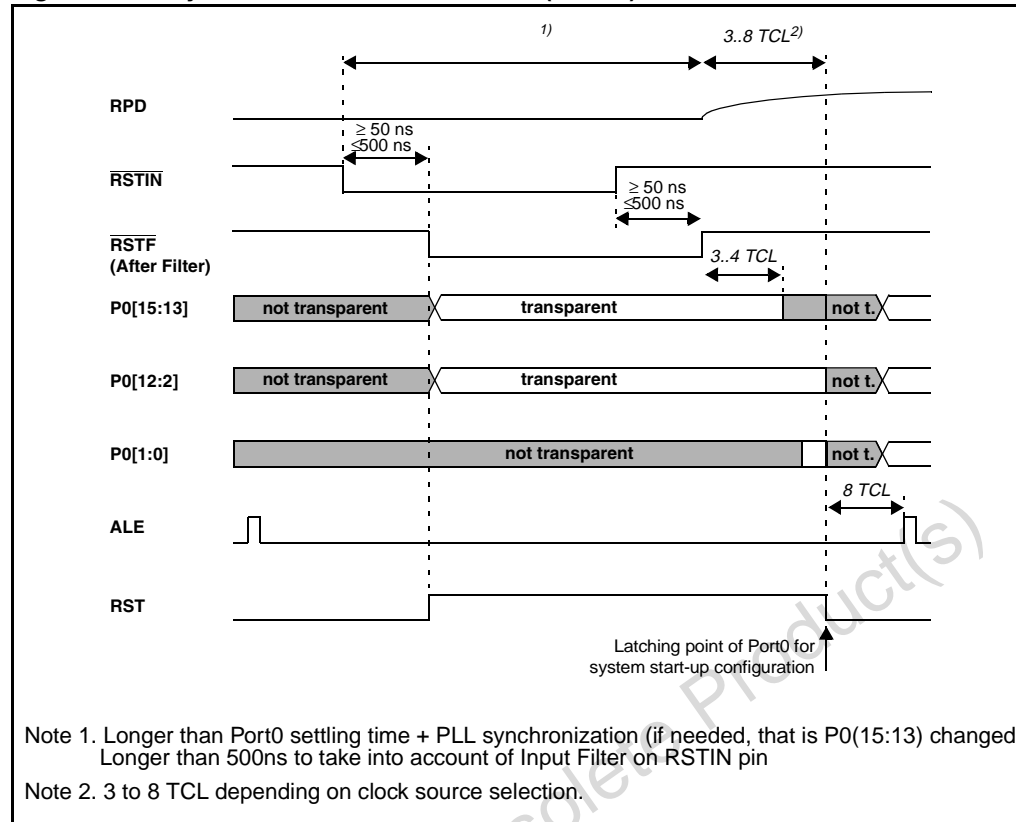 1)
3..8 TCL2)
RPD
≥ 50 ns
≤500 ns
RSTIN
≥ 50 ns
≤500 ns
RSTF
(After Filter)
3..4 TCL
P0[15:13]
not transparent
transparent
not t.
P0[12:2]
not transparent
transparent
not t.
P0[1:0]
not transparent
not t.
8 TCL
ALE
RST
Latching point of Port0 for
system start-up configuration
Note 1. Longer than Port0 settling time + PLL synchronization (if needed, that is P0(15:13) changed
Longer than 500ns to take into account of Input Filter on RSTIN pin
Note 2. 3 to 8 TCL depending on clock source selection.
solete Product(s)